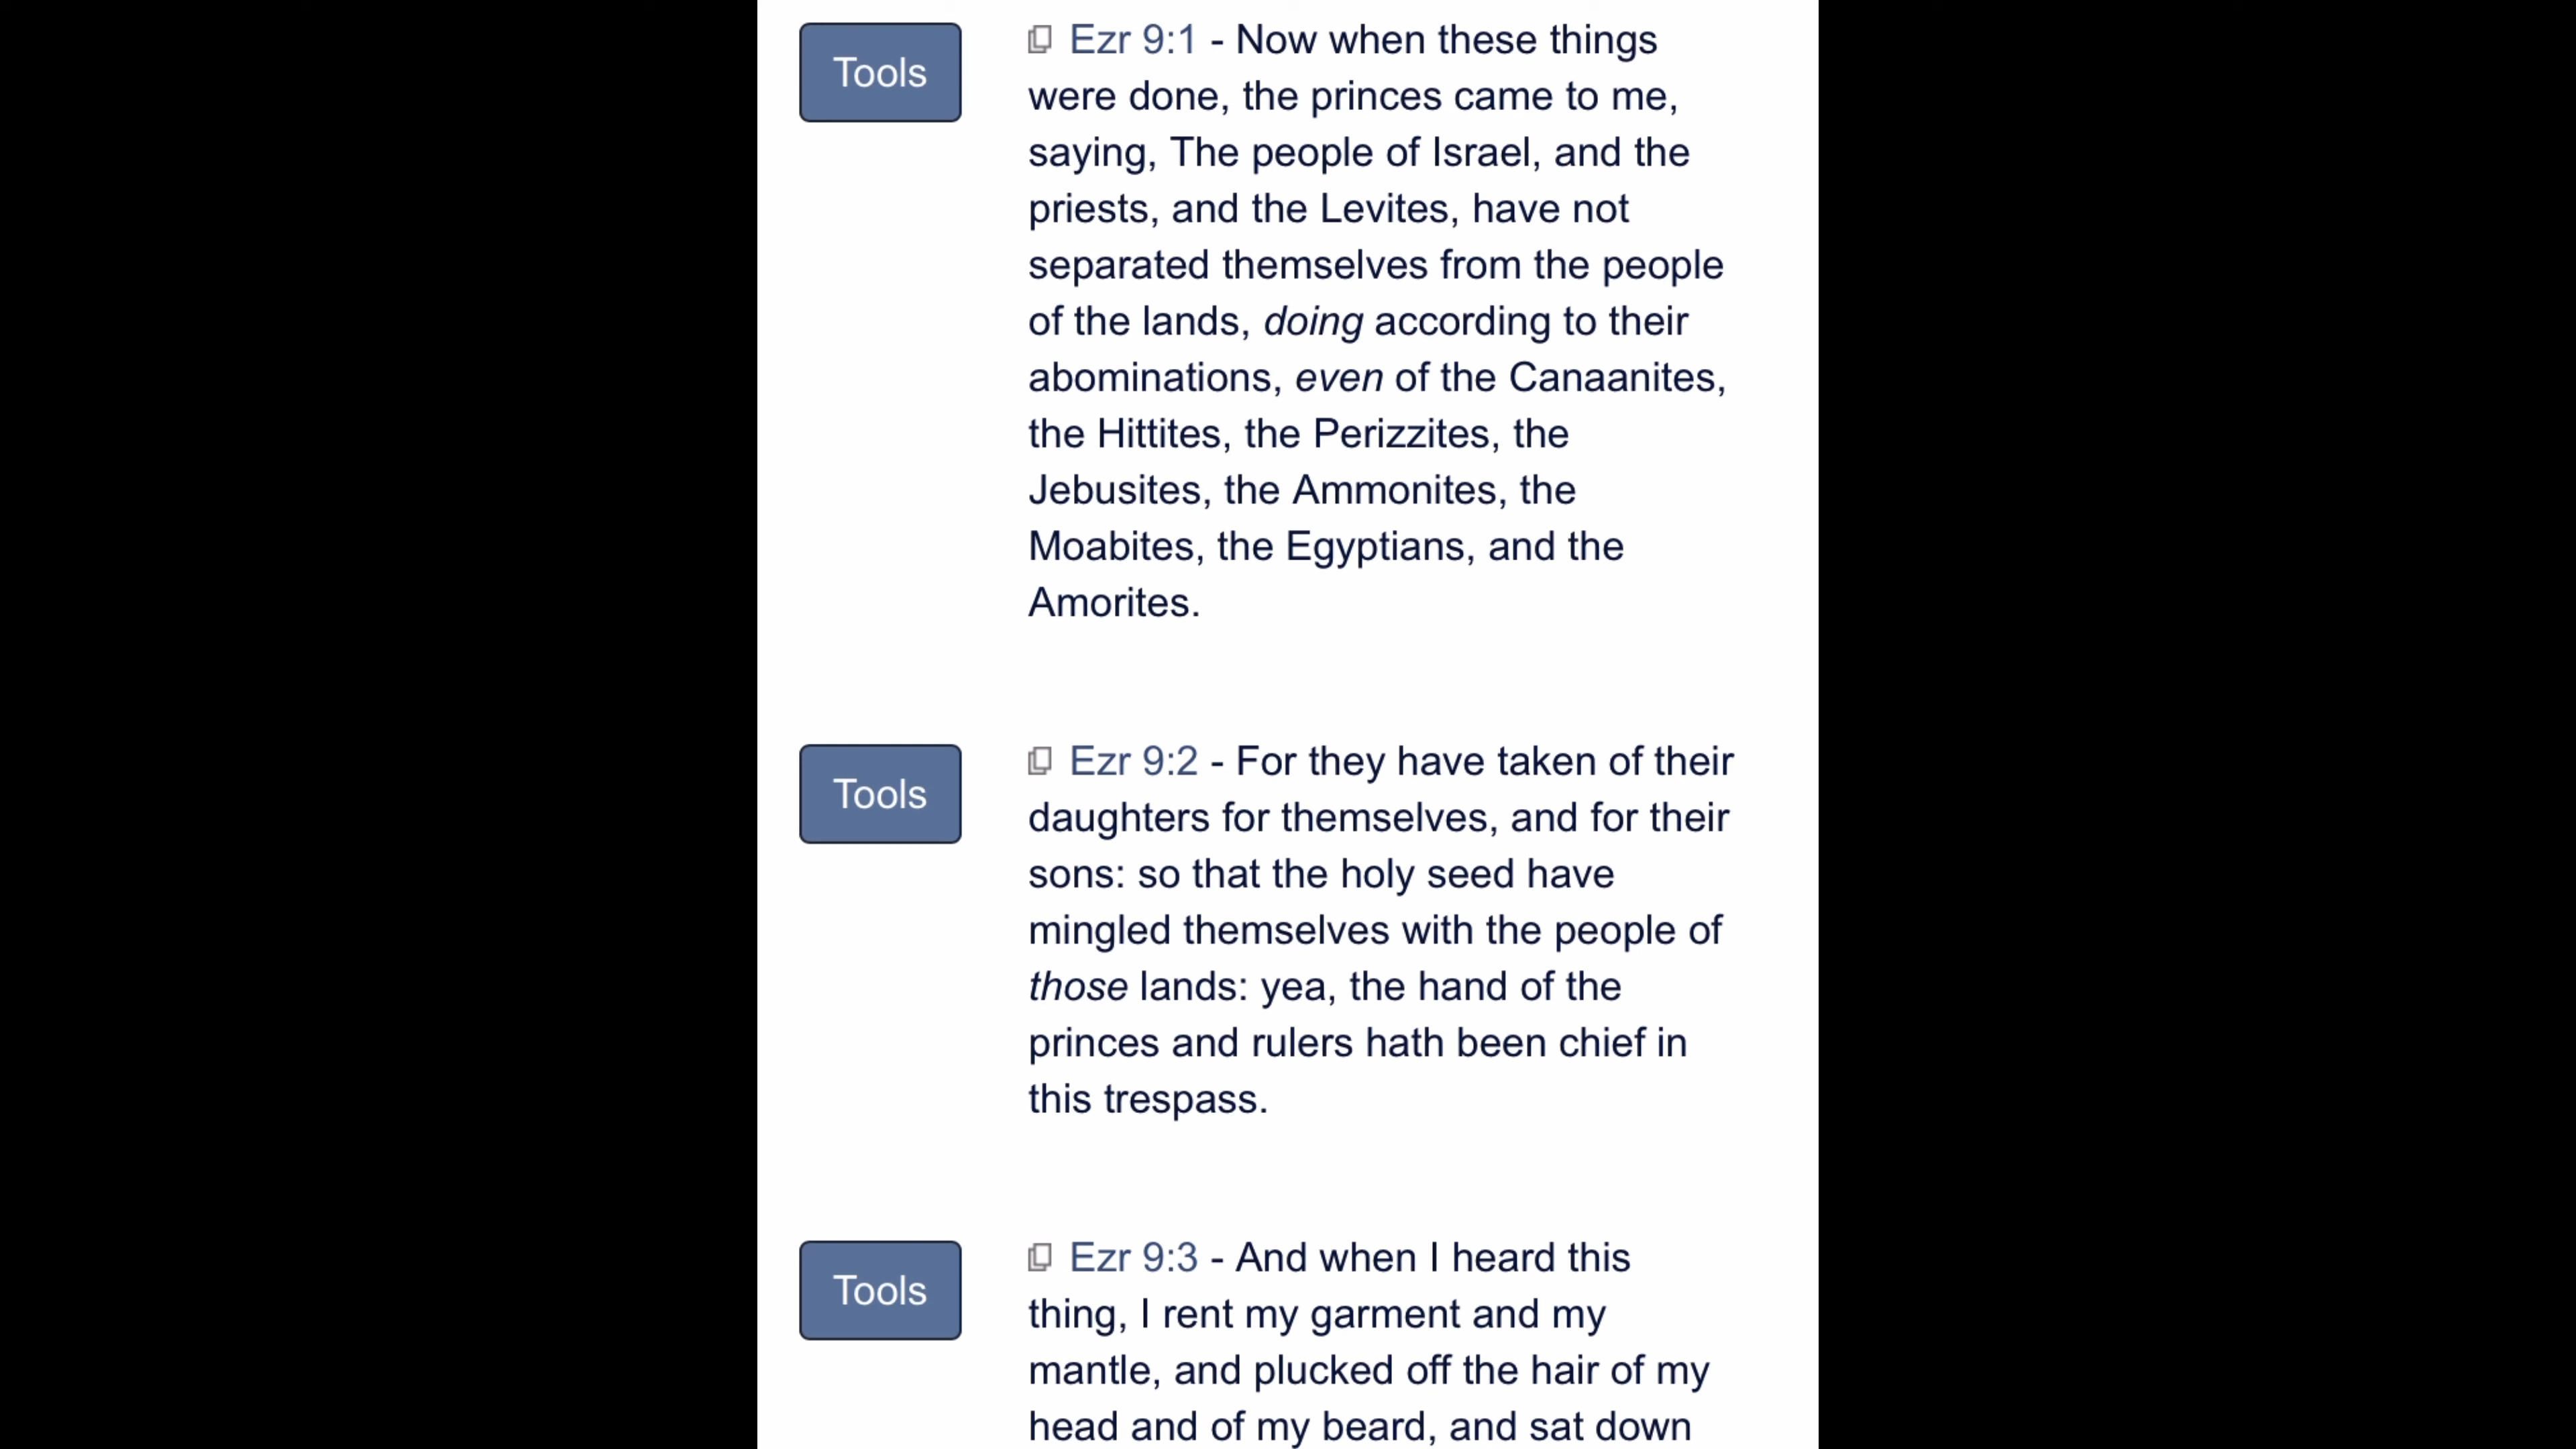 Tools
Ezr 9:1 - Now when these things
were done, the princes came to me,
saying, The people of Israel, and the
priests, and the Levites, have not
separated themselves from the people
of the lands, doing according to their
abominations, even of the Canaanites,
the Hittites, the Perizzites, the
Jebusites, the Ammonites, the
Moabites, the Egyptians, and the
Amorites.
Tools
Ezr 9:2 - For they have taken of their
daughters for themselves, and for their
sons: so that the holy seed have
mingled themselves with the people of
those lands: yea, the hand of the
princes and rulers hath been chief in
this trespass.
Tools
Ezr 9:3 - And when I heard this
thing, I rent my garment and my
mantle, and plucked off the hair of my
head and of my beard, and sat down